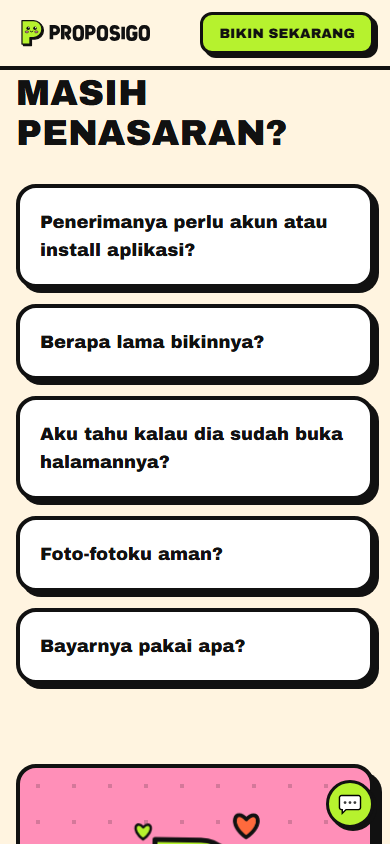 PROPOSIGO
BIKIN SEKARANG
MASIH
PENASARAN?
Penerimanya perlu akun atau
install aplikasi?
Berapa lama bikinnya?
Aku tahu kalau dia sudah buka
halamannya?
Foto-fotoku aman?
Bayarnya pakai apa?